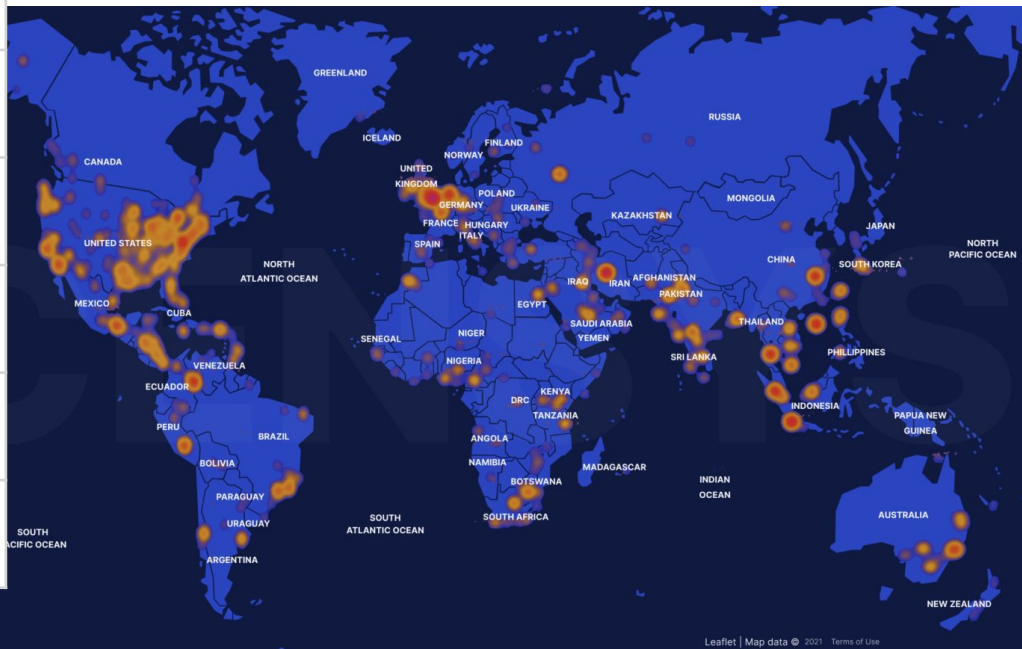 GREENLAND
RUSSIA
ICELAND
FINLAND
NORWAY
CANADA
UNITED
KINGDOM
POLAND
GERMANY
UKRAINE
MONGOLIA
KAZAKHSTAN
FRANCE
HUNGARY
ITALY
JAPAN
UNITED STATES
SPAIN
NORTH
PACIFIC OCEAN
CHINA
SOUTH KOREA
NORTH
ATLANTIC OCEAN
IRAQ
IRAN
AFGHANISTAN
PAKISTAN
MEXICO
EGYPT
CUBA
SAUDI ARABIA
THAILAND
NIGER
SENEGAL
YEMEN
PHILLIPPINES
SRI LANKA
NIGERIA
VENEZUELA
ECUADOR
KENYA
DRC
INDONESIA
TANZANIA
PAPUA NEW
GUINEA
PERU
BRAZIL
ANGOLA
BOLIVIA
NAMIBIA
MADAGASCAR
BOTSWANA
INDIAN
OCEAN
PARAGUAY
SOUTH AFRICA
AUSTRALIA
SOUTH
ATLANTIC OCEAN
URAGUAY
SOUTH
ACIFIC OCEAN
ARGENTINA
NEW ZEALAND
Leaflet | Map data © 2021 Terms of Use
CENSYS